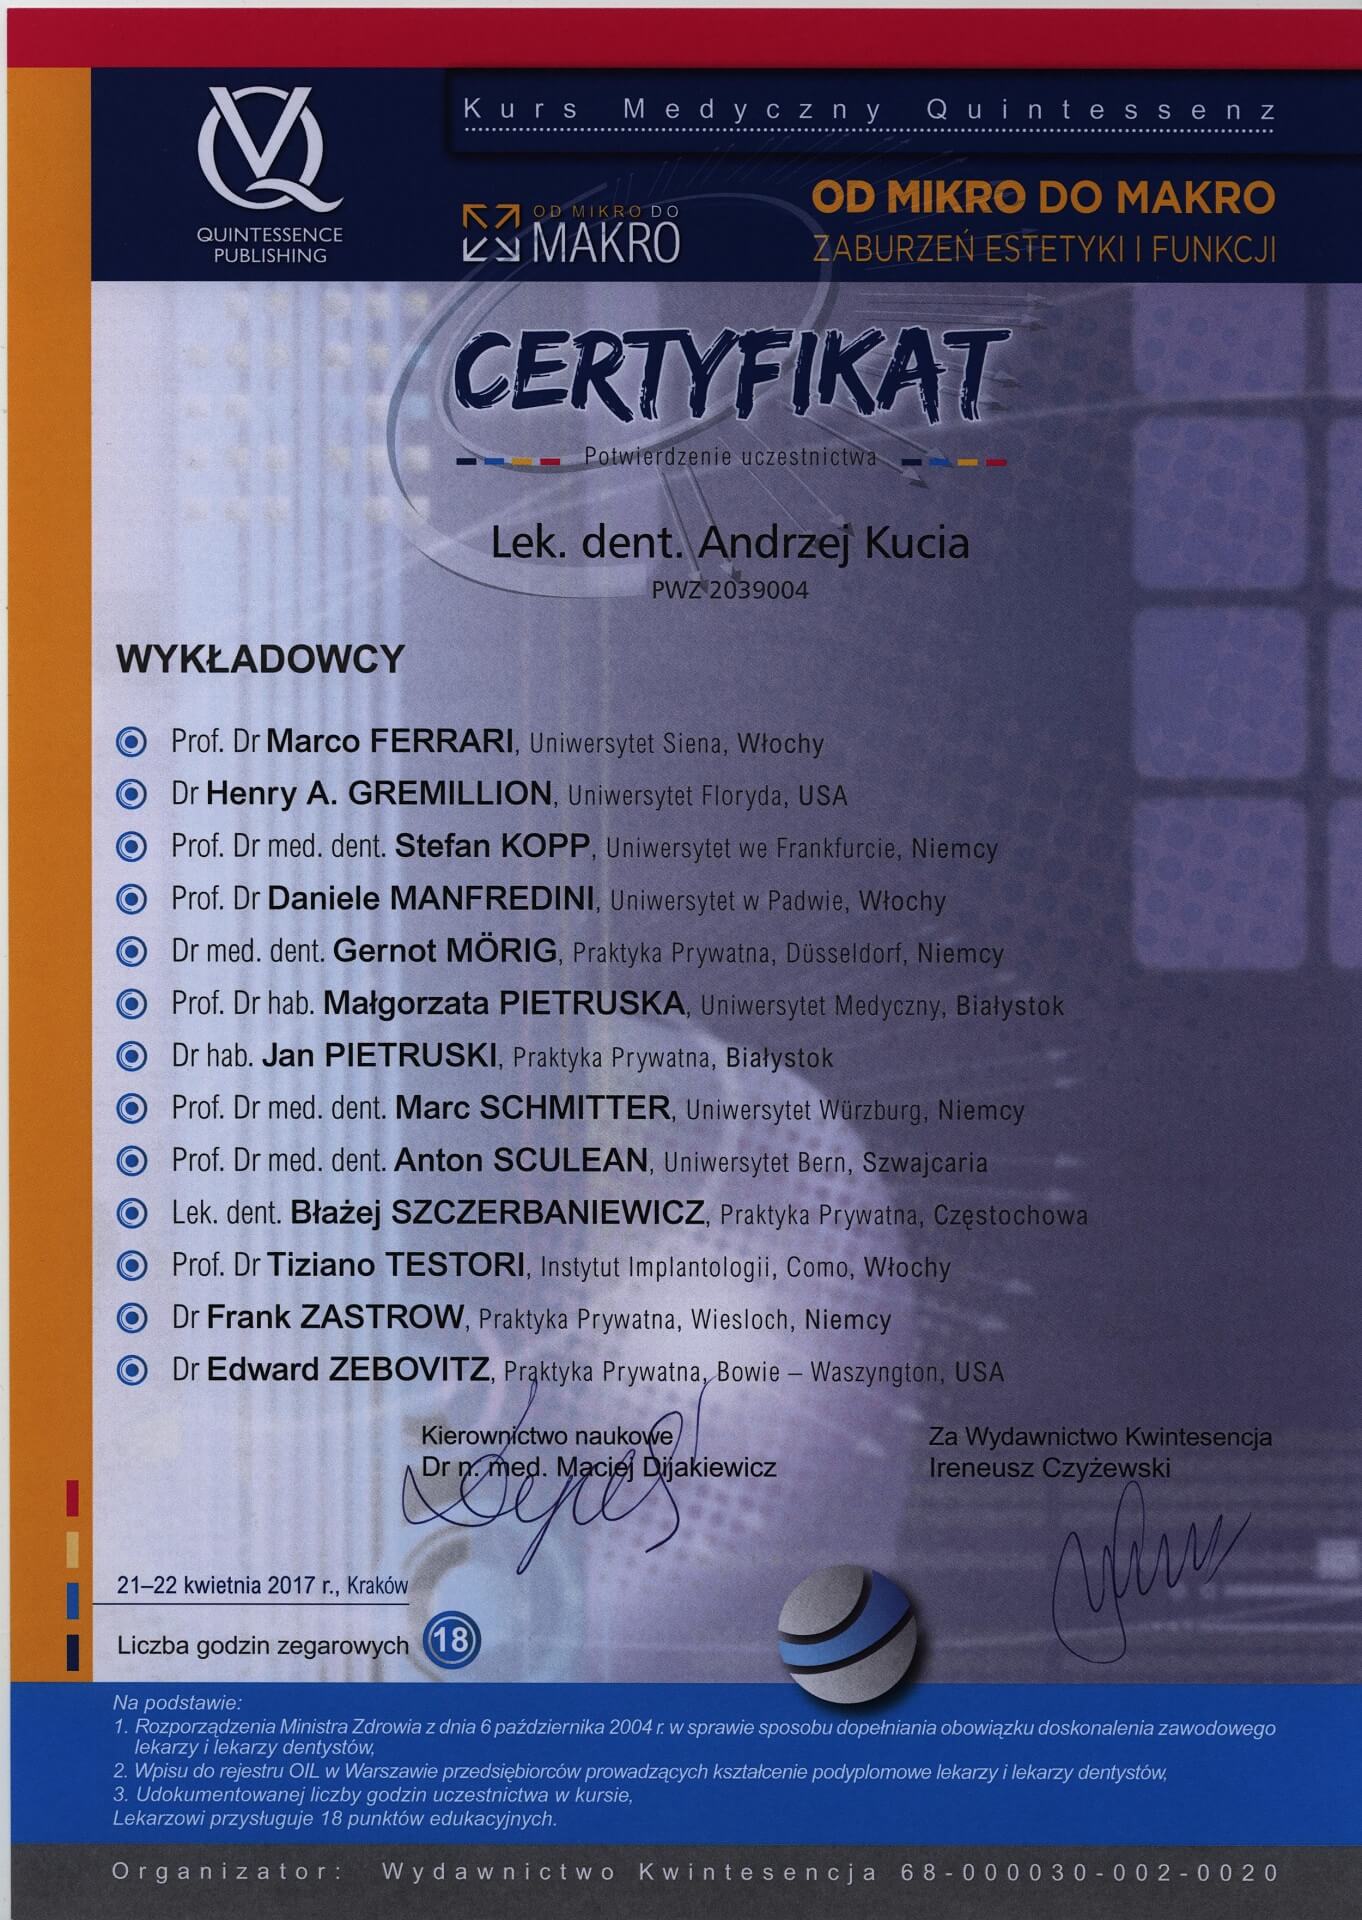 Kurs Medyczny Quintessenz
QUINTESSENCE
PUBLISHING
OD MIKRO DO
MAKRO
OD MIKRO DO MAKRO
ZABURZEŃ ESTETYKI I FUNKCJI
CERTYFIKAT
Potwierdzenie uczestnictwa
Lek. dent. Andrzej Kucia
PWZ 2039004
WYKŁADOWCY
Prof. Dr Marco FERRARI, Uniwersytet Siena, Włochy
Dr Henry A. GREMILLION, Uniwersytet Floryda, USA
Prof. Dr med. dent. Stefan KOPP, Uniwersytet we Frankfurcie, Niemcy
Prof. Dr Daniele MANFREDINI, Uniwersytet w Padwie, Włochy
Dr med. dent. Gernot MÖRIG, Praktyka Prywatna, Düsseldorf, Niemcy
Prof. Dr hab. Małgorzata PIETRUSKA, Uniwersytet Medyczny, Białystok
Dr hab. Jan PIETRUSKI, Praktyka Prywatna, Białystok
Prof. Dr med. dent. Marc SCHMITTER, Uniwersytet Würzburg, Niemcy
Prof. Dr med. dent. Anton SCULEAN, Uniwersytet Bern, Szwajcaria
Lek. dent. Błażej SZCZERBANIEWICZ, Praktyka Prywatna, Częstochowa
Prof. Dr Tiziano TESTORI, Instytut Implantologii, Como, Włochy
Dr Frank ZASTROW, Praktyka Prywatna, Wiesloch, Niemcy
Dr Edward ZEBOVITZ, Praktyka Prywatna, Bowie – Waszyngton, USA
Kierownictwo naukowe
Dr n. med. Maciej Dijakiewicz
Za Wydawnictwo Kwintesencja
Ireneusz Czyżewski
21–22 kwietnia 2017 r., Kraków
Liczba godzin zegarowych 18
Na podstawie:
1. Rozporządzenia Ministra Zdrowia z dnia 6 października 2004 r. w sprawie sposobu dopełniania obowiązku doskonalenia zawodowego
lekarzy i lekarzy dentystów,
2. Wpisu do rejestru OIL w Warszawie przedsiębiorców prowadzących kształcenie podyplomowe lekarzy i lekarzy dentystów,
3. Udokumentowanej liczby godzin uczestnictwa w kursie,
Lekarzowi przysługuje 18 punktów edukacyjnych.
Organizator: Wydawnictwo Kwintesencja 68-000030-002-0020